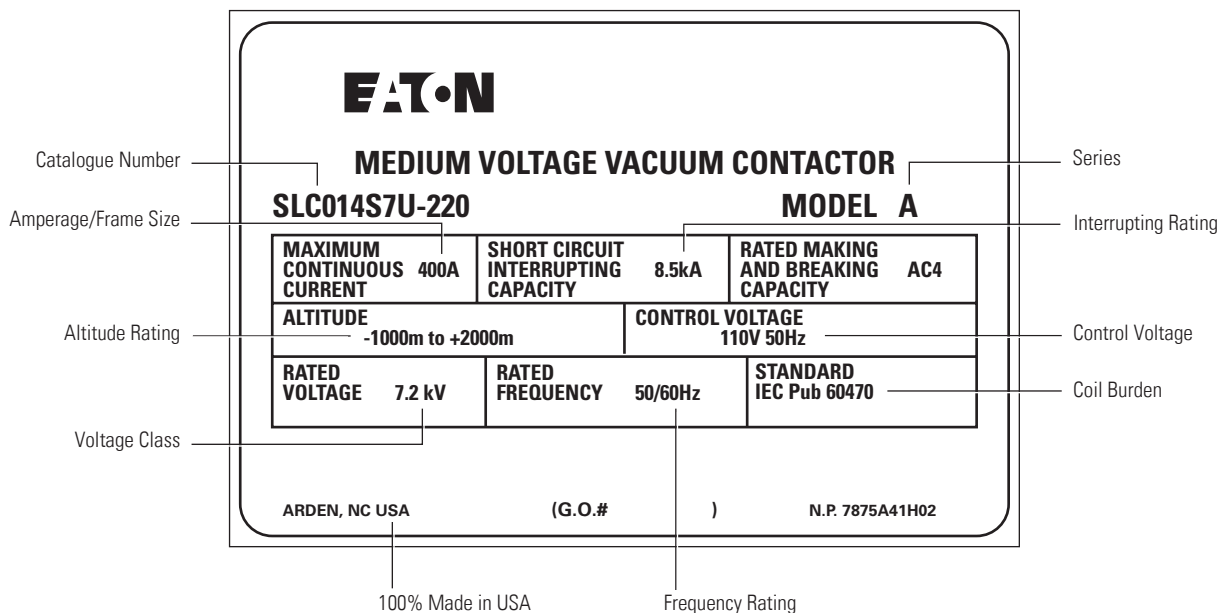 EATON
MEDIUM VOLTAGE VACUUM CONTACTOR
Catalogue Number
Series
SLC014S7U-220
MODEL A
Amperage/Frame Size
Interrupting Rating
MAXIMUM
CONTINUOUS 400A
CURRENT
SHORT CIRCUIT
INTERRUPTING 8.5kA
CAPACITY
RATED MAKING
AND BREAKING AC4
CAPACITY
Altitude Rating
ALTITUDE
-1000m to +2000m
CONTROL VOLTAGE
110V 50Hz
Control Voltage
RATED
VOLTAGE 7.2 kV
RATED
FREQUENCY 50/60Hz
STANDARD
IEC Pub 60470
Coil Burden
Voltage Class
ARDEN, NC USA
(G.O.# )
N.P. 7875A41H02
100% Made in USA
Frequency Rating